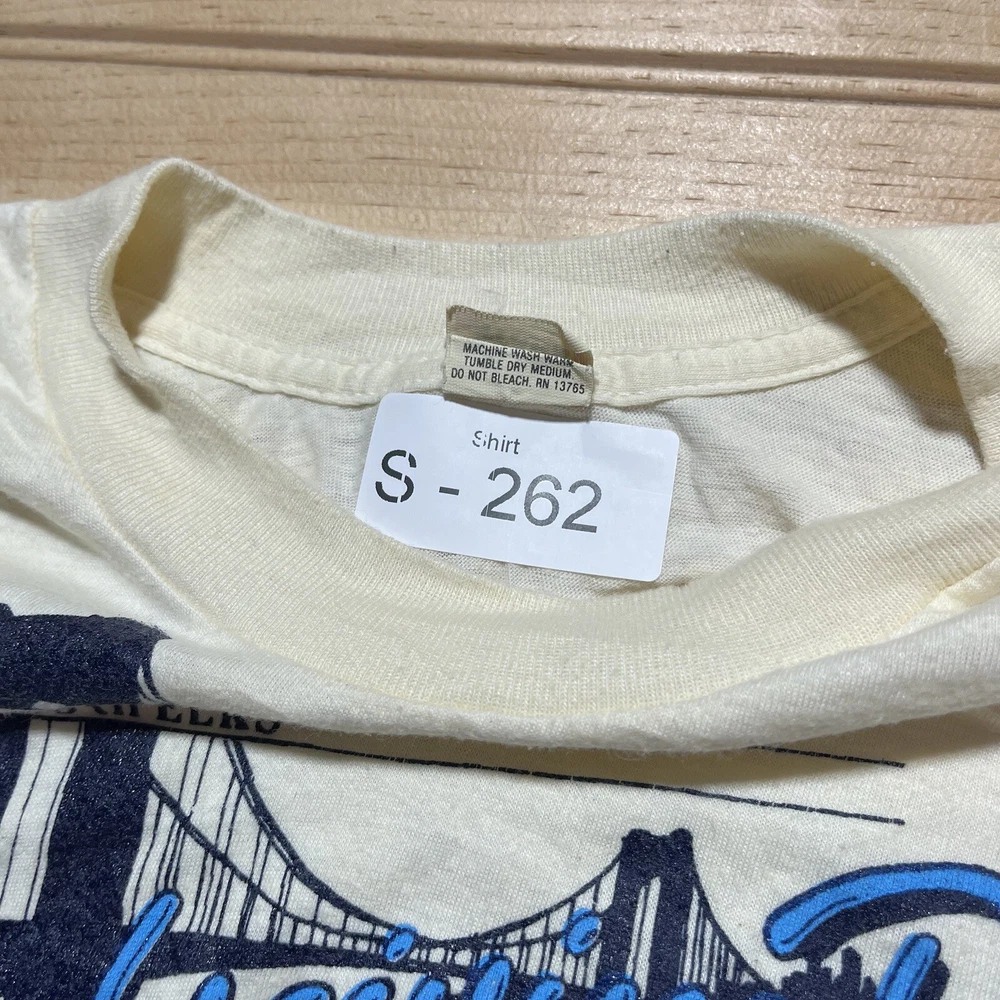 MACHINE WASH WARM
TUMBLE DRY MEDIUM
DO NOT BLEACH. RN 13765
Shirt
S - 262